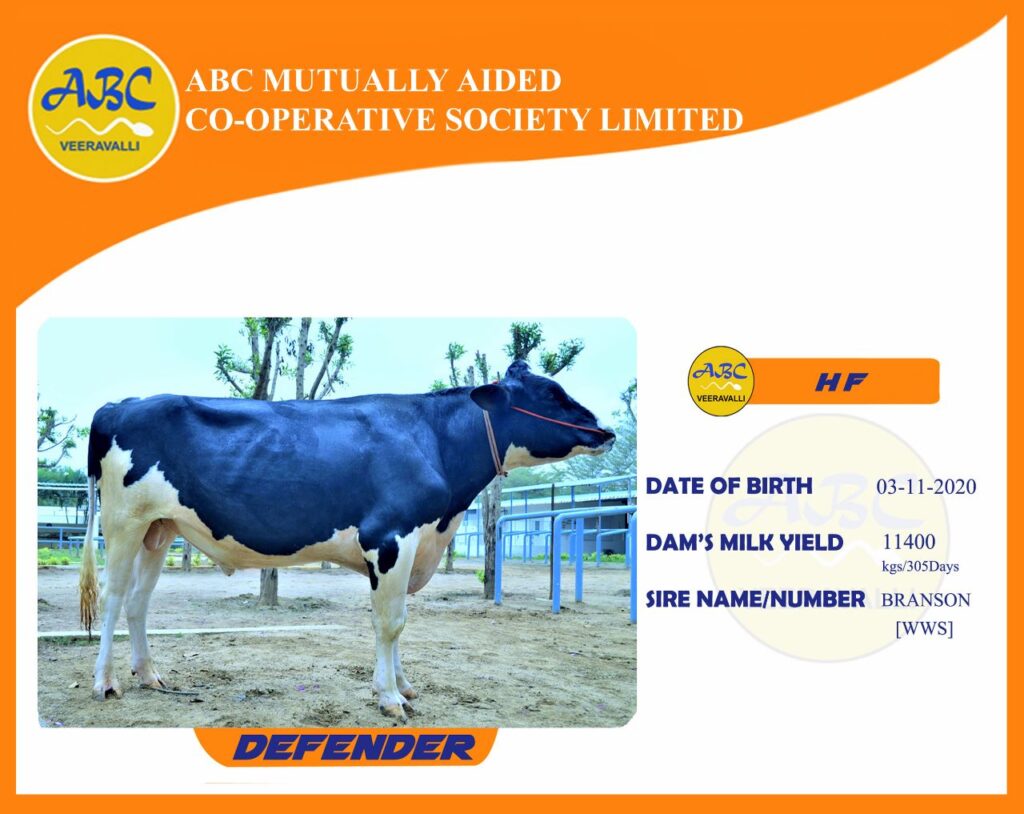 ABC
VEERAVALLI
ABC MUTUALLY AIDED
CO-OPERATIVE SOCIETY LIMITED
ABC
VEERAVALLI
HF
DATE OF BIRTH 03-11-2020
DAM'S MILK YIELD 11400
kgs/305Days
SIRE NAME/NUMBER BRANSON
[WWS]
ABC
DEFENDER